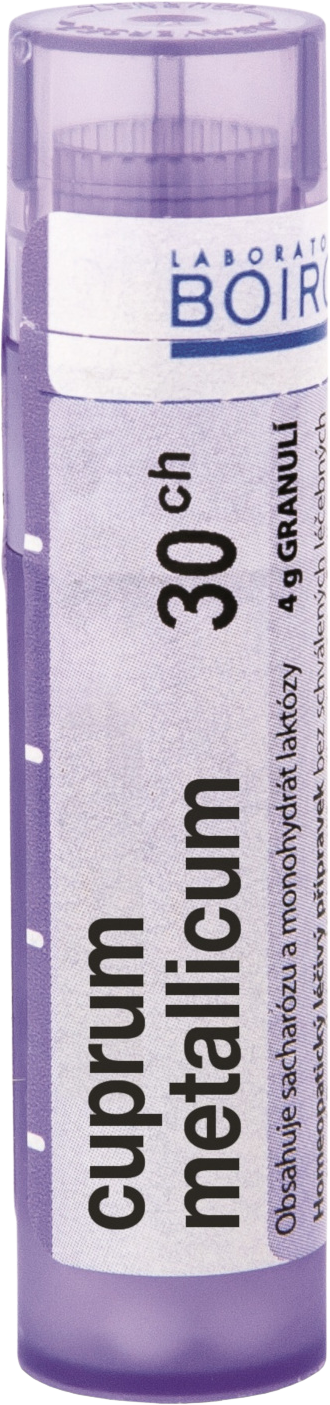 LABORATO
BOIRO
cuprum
metallicum 30 ch
Obsahuje sacharózu a monohydrát laktózy 4 g GRANULÍ
Homeopatický léčivý přípravek bez schválených léčebných